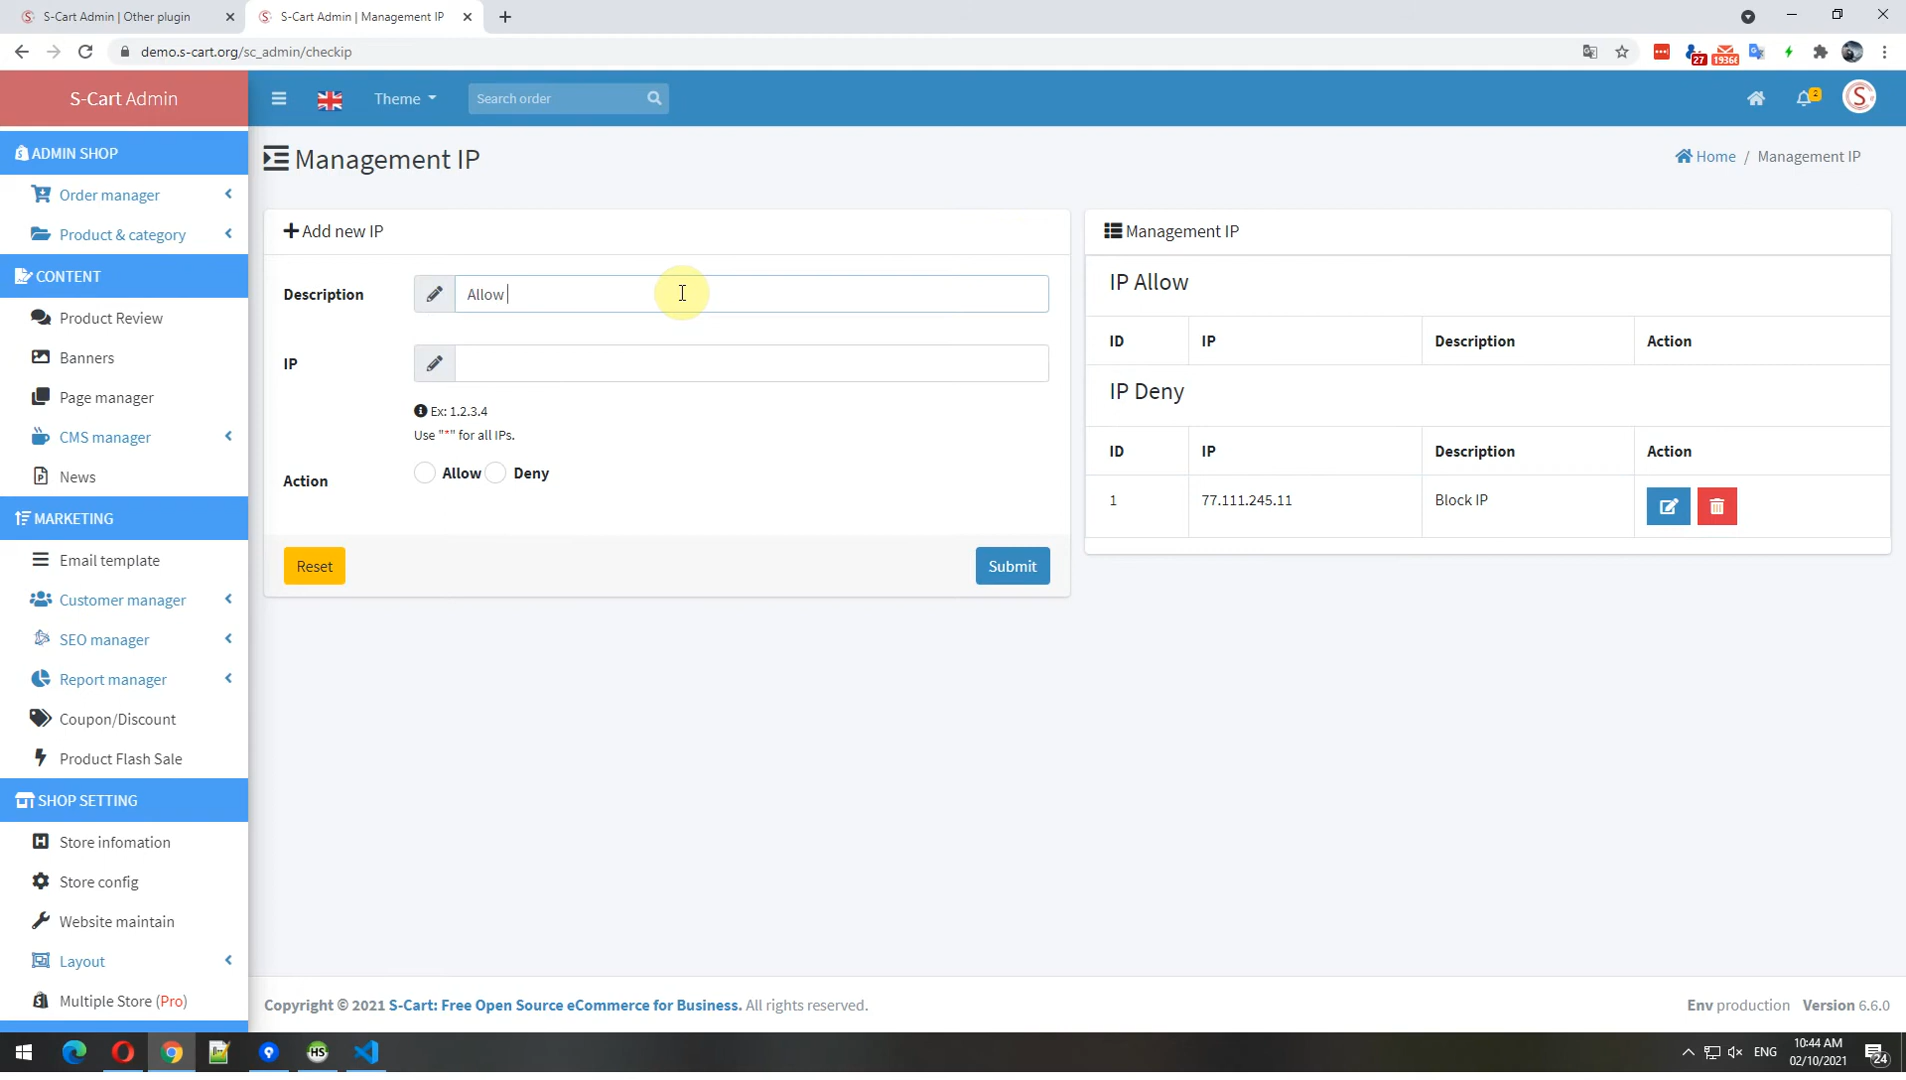 S-Cart Admin | Other plugin
S-Cart Admin | Management IP
demo.s-cart.org/sc_admin/checkip
27
1936
S-Cart Admin
Theme
Search order
2
ADMIN SHOP
Order manager
Product & category
CONTENT
Product Review
Banners
Page manager
CMS manager
News
MARKETING
Email template
Customer manager
SEO manager
Report manager
Coupon/Discount
Product Flash Sale
SHOP SETTING
Store infomation
Store config
Website maintain
Layout
Multiple Store (Pro)
Management IP
Home / Management IP
Add new IP
Description
Allow
IP
Ex: 1.2.3.4
Use "*" for all IPs.
Action
Allow
Deny
Reset
Submit
Management IP
IP Allow
ID IP Description Action
IP Deny
ID IP Description Action
1 77.111.245.11 Block IP
Copyright © 2021 S-Cart: Free Open Source eCommerce for Business. All rights reserved.
Env production Version 6.6.0
HS
ENG
10:44 AM
02/10/2021
24